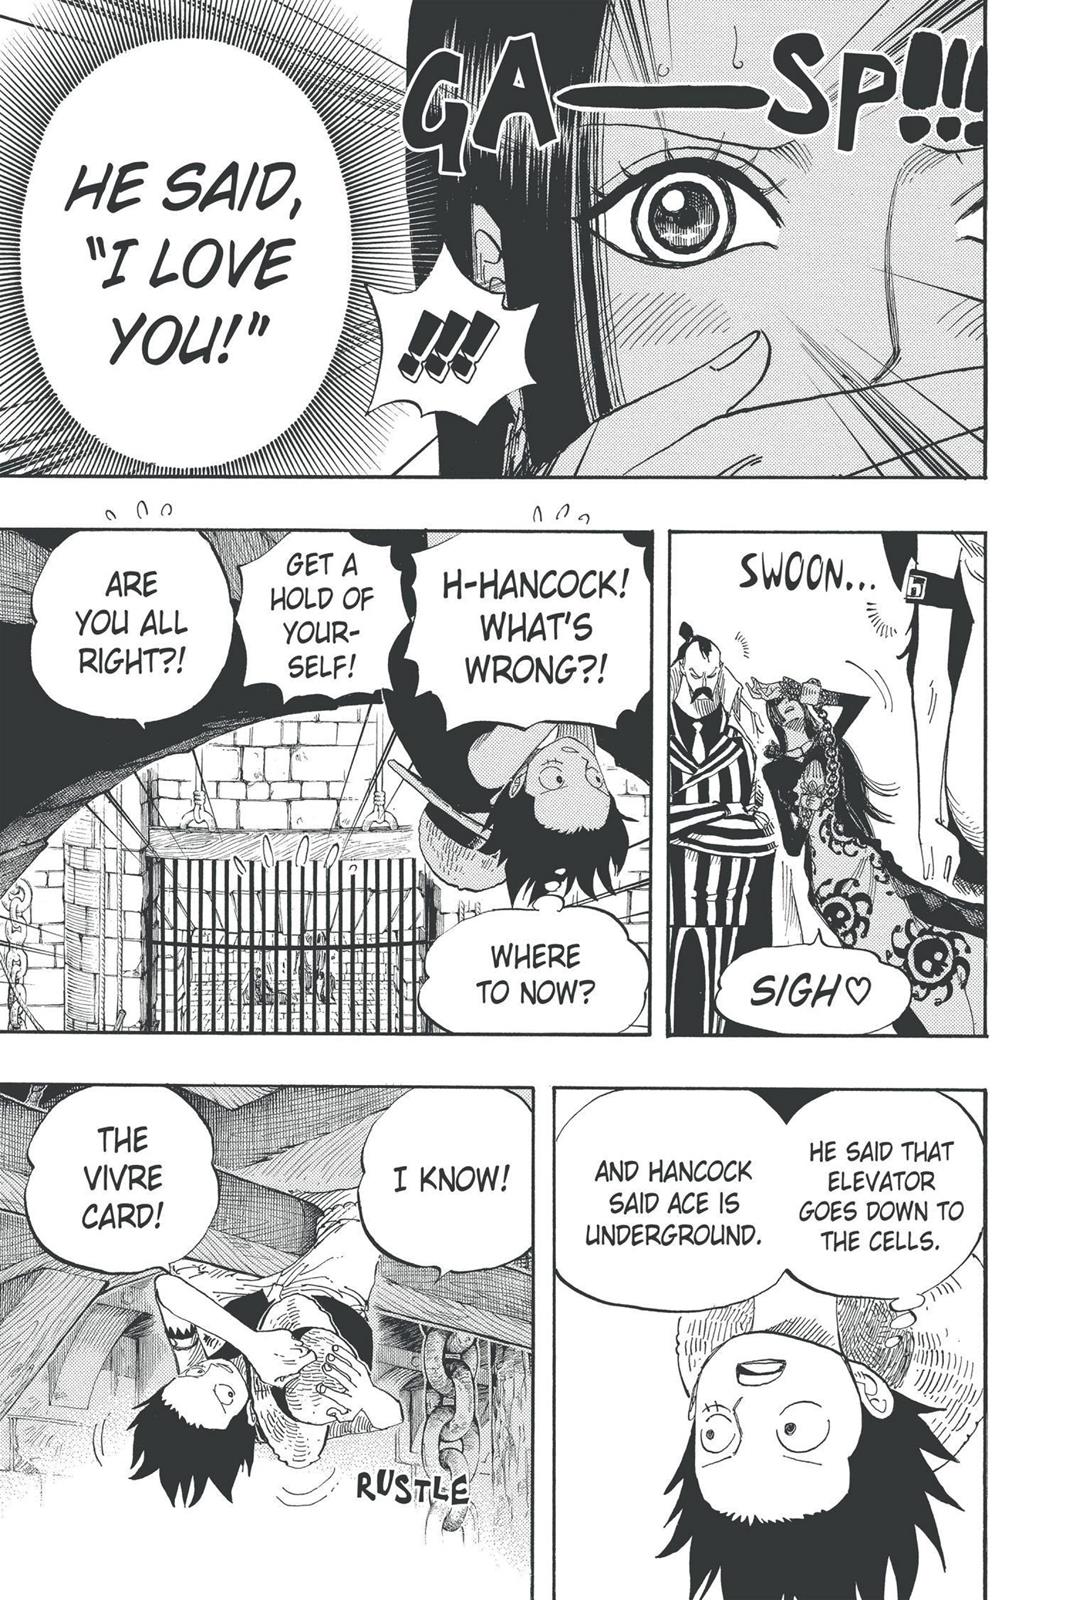 GA—SP!!!
HE SAID,
"I LOVE
YOU!"
!!!
SWOON...
SIGH♡
H-HANCOCK!
WHAT'S
WRONG?!
GET A
HOLD OF
YOUR-
SELF!
ARE
YOU ALL
RIGHT?!
WHERE
TO NOW?
HE SAID THAT
ELEVATOR
GOES DOWN TO
THE CELLS.
AND HANCOCK
SAID ACE IS
UNDERGROUND.
I KNOW!
THE
VIVRE
CARD!
RUSTLE